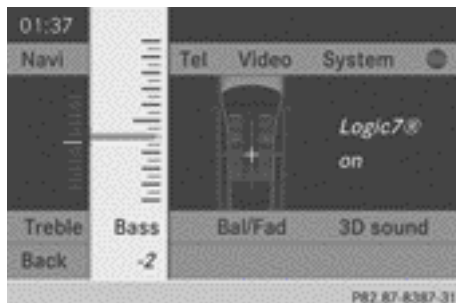 01:37
Navi Tel Video System
Logic7®
on
Treble Bass Bal/Fad 3D sound
Back -2
P82.87-8387-31